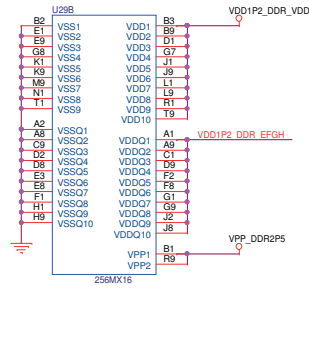 U29B
VDD1P2_DDR_VDD
B2 VSS1 VDD1 B3
E1 VSS2 VDD2 B9
E9 VSS3 VDD3 D1
G8 VSS4 VDD4 G7
K1 VSS5 VDD5 J1
K9 VSS6 VDD6 J9
M9 VSS7 VDD7 L1
N1 VSS8 VDD8 L9
T1 VSS9 VDD9 R1
VDD10 T9
A2 VSSQ1 VDDQ1 A1 VDD1P2_DDR_EFGH
A8 VSSQ2 VDDQ2 A9
C9 VSSQ3 VDDQ3 C1
D2 VSSQ4 VDDQ4 D9
D8 VSSQ5 VDDQ5 F2
E3 VSSQ6 VDDQ6 F8
E8 VSSQ7 VDDQ7 G1
F1 VSSQ8 VDDQ8 G9
H1 VSSQ9 VDDQ9 J2
H9 VSSQ10 VDDQ10 J8
VPP_DDR2P5
VPP1 B1
VPP2 R9
256MX16